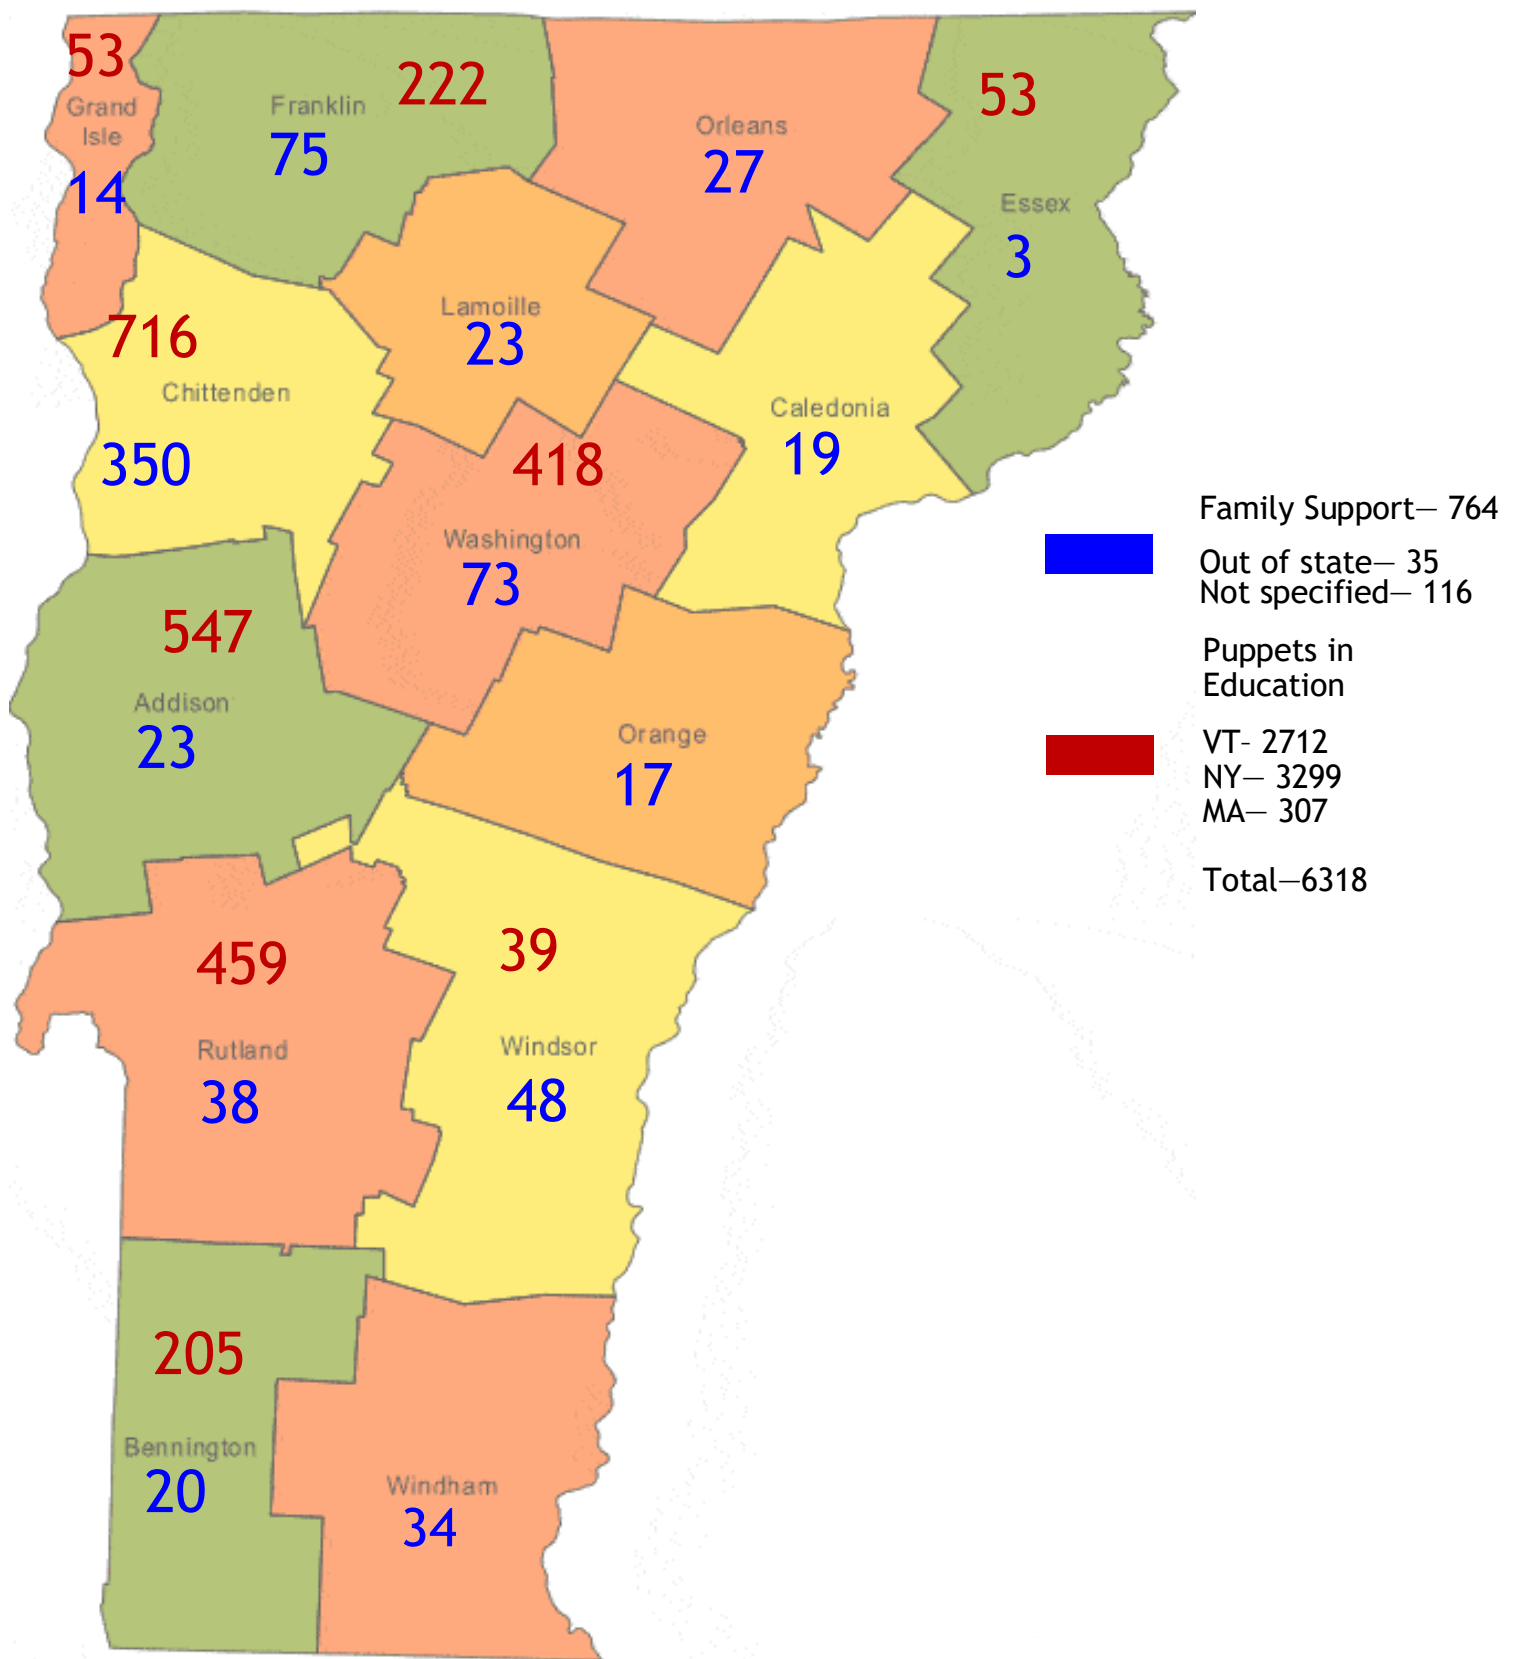 53
Grand
Isle
14
Franklin
222
75
Orleans
27
53
Essex
3
716
Chittenden
350
Lamoille
23
Caledonia
19
418
Washington
73
547
Addison
23
Orange
17
459
Rutland
38
39
Windsor
48
205
Bennington
20
Windham
34
Family Support— 764
Out of state— 35
Not specified— 116
Puppets in
Education
VT- 2712
NY— 3299
MA— 307
Total—6318